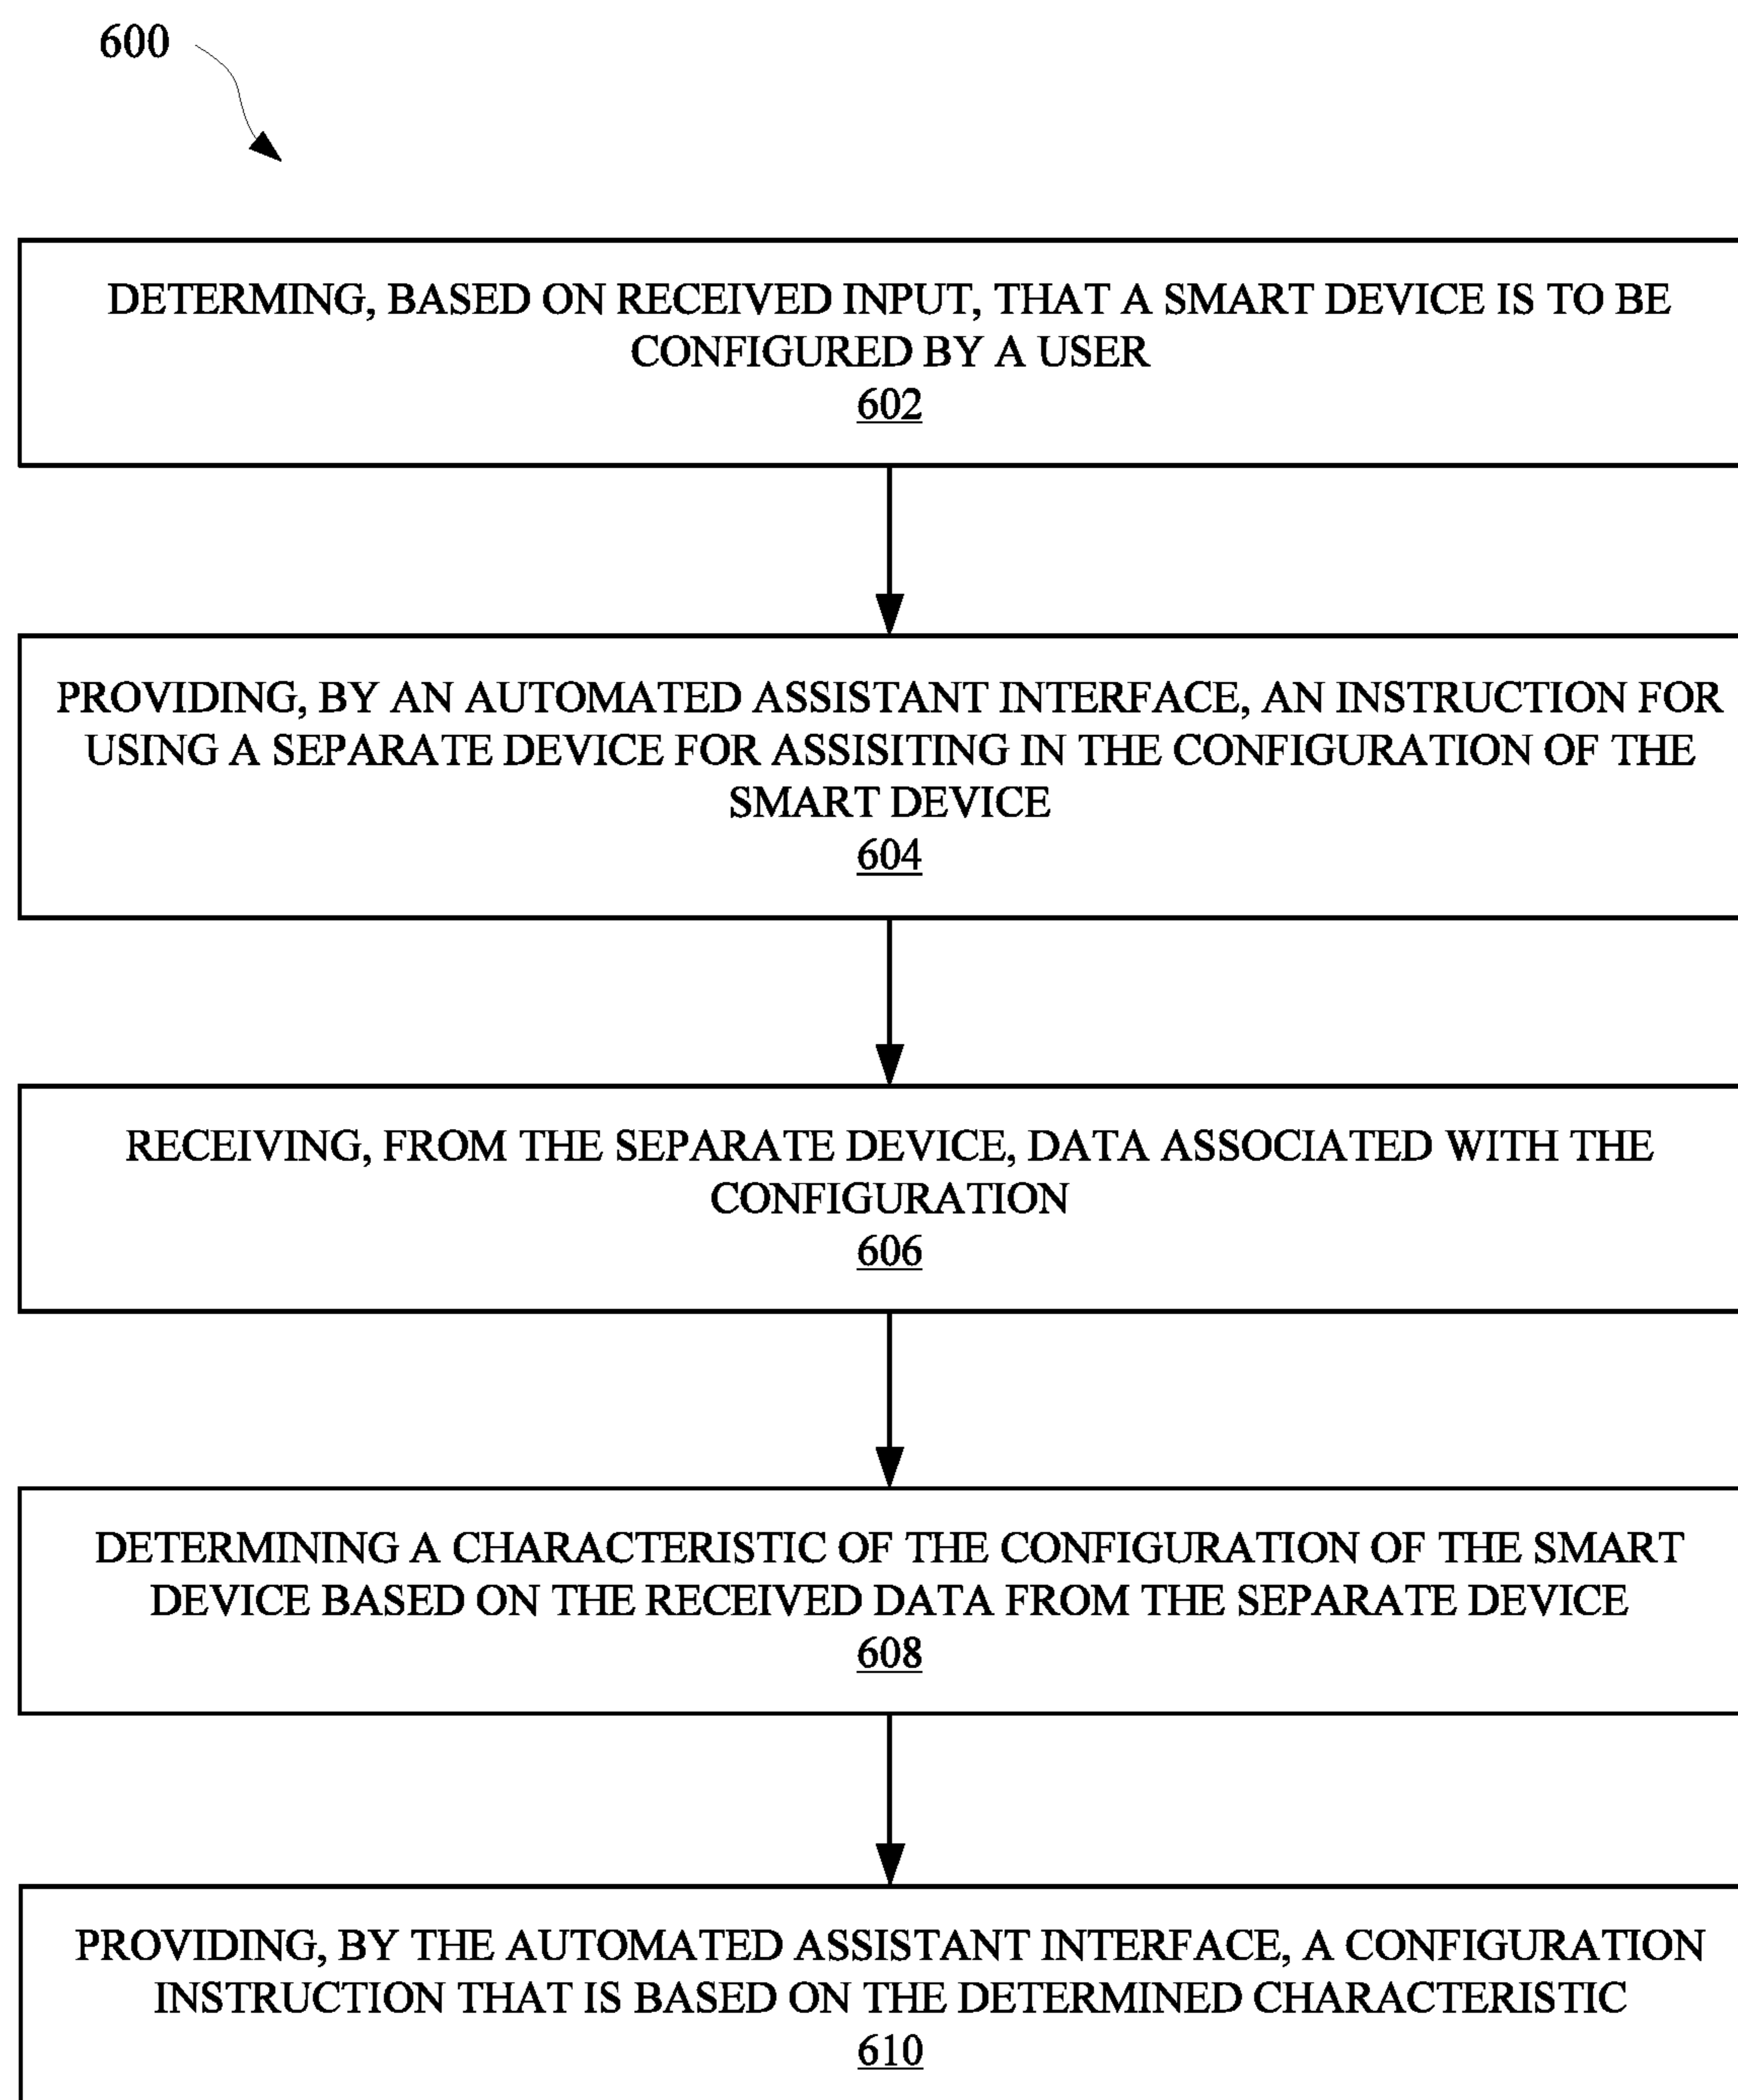 600
DETERMING, BASED ON RECEIVED INPUT, THAT A SMART DEVICE IS TO BE
CONFIGURED BY A USER
602
PROVIDING, BY AN AUTOMATED ASSISTANT INTERFACE, AN INSTRUCTION FOR
USING A SEPARATE DEVICE FOR ASSISITING IN THE CONFIGURATION OF THE
SMART DEVICE
604
RECEIVING, FROM THE SEPARATE DEVICE, DATA ASSOCIATED WITH THE
CONFIGURATION
606
DETERMINING A CHARACTERISTIC OF THE CONFIGURATION OF THE SMART
DEVICE BASED ON THE RECEIVED DATA FROM THE SEPARATE DEVICE
608
PROVIDING, BY THE AUTOMATED ASSISTANT INTERFACE, A CONFIGURATION
INSTRUCTION THAT IS BASED ON THE DETERMINED CHARACTERISTIC
610